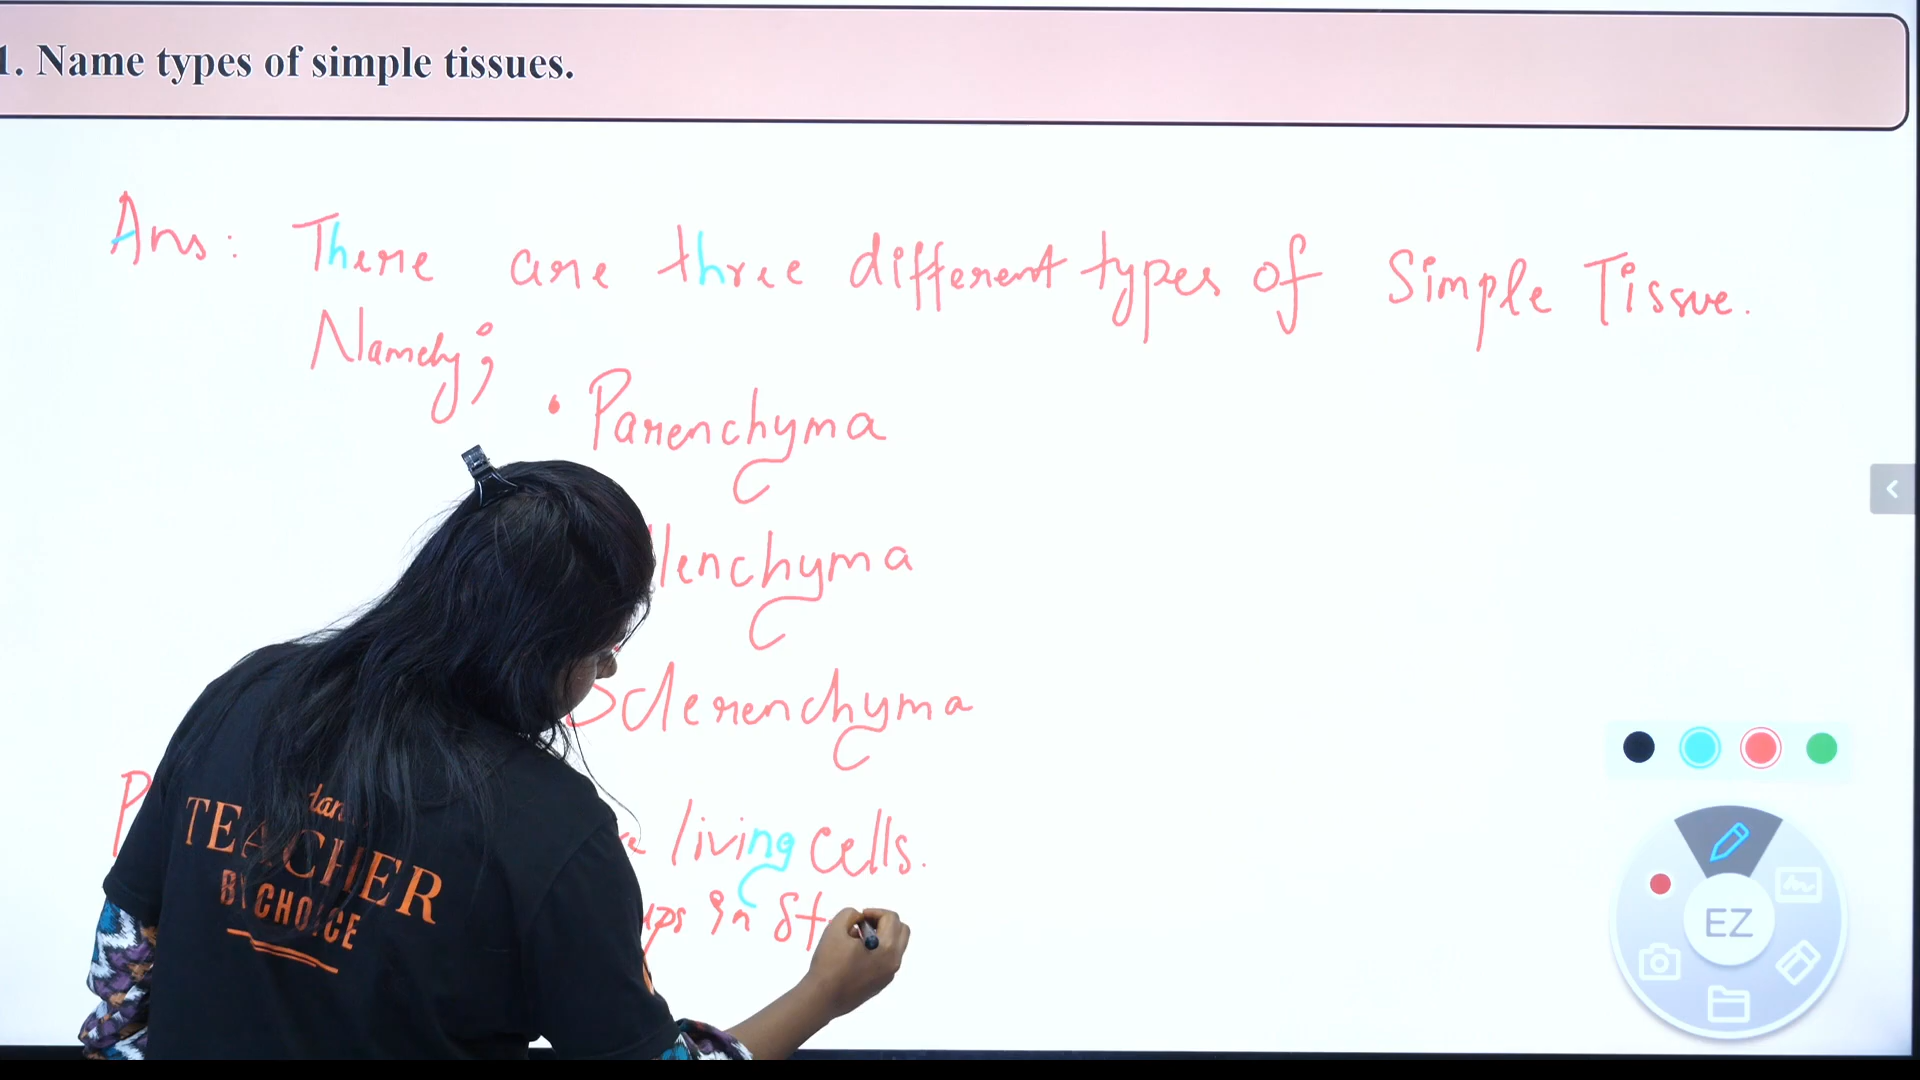 1. Name types of simple tissues.
Ans: There are three different types of Simple Tissue.
Namely;
• Parenchyma
llenchyma
Sclerenchyma
living cells.
in St
TEACHER
BY CHOICE
EZ